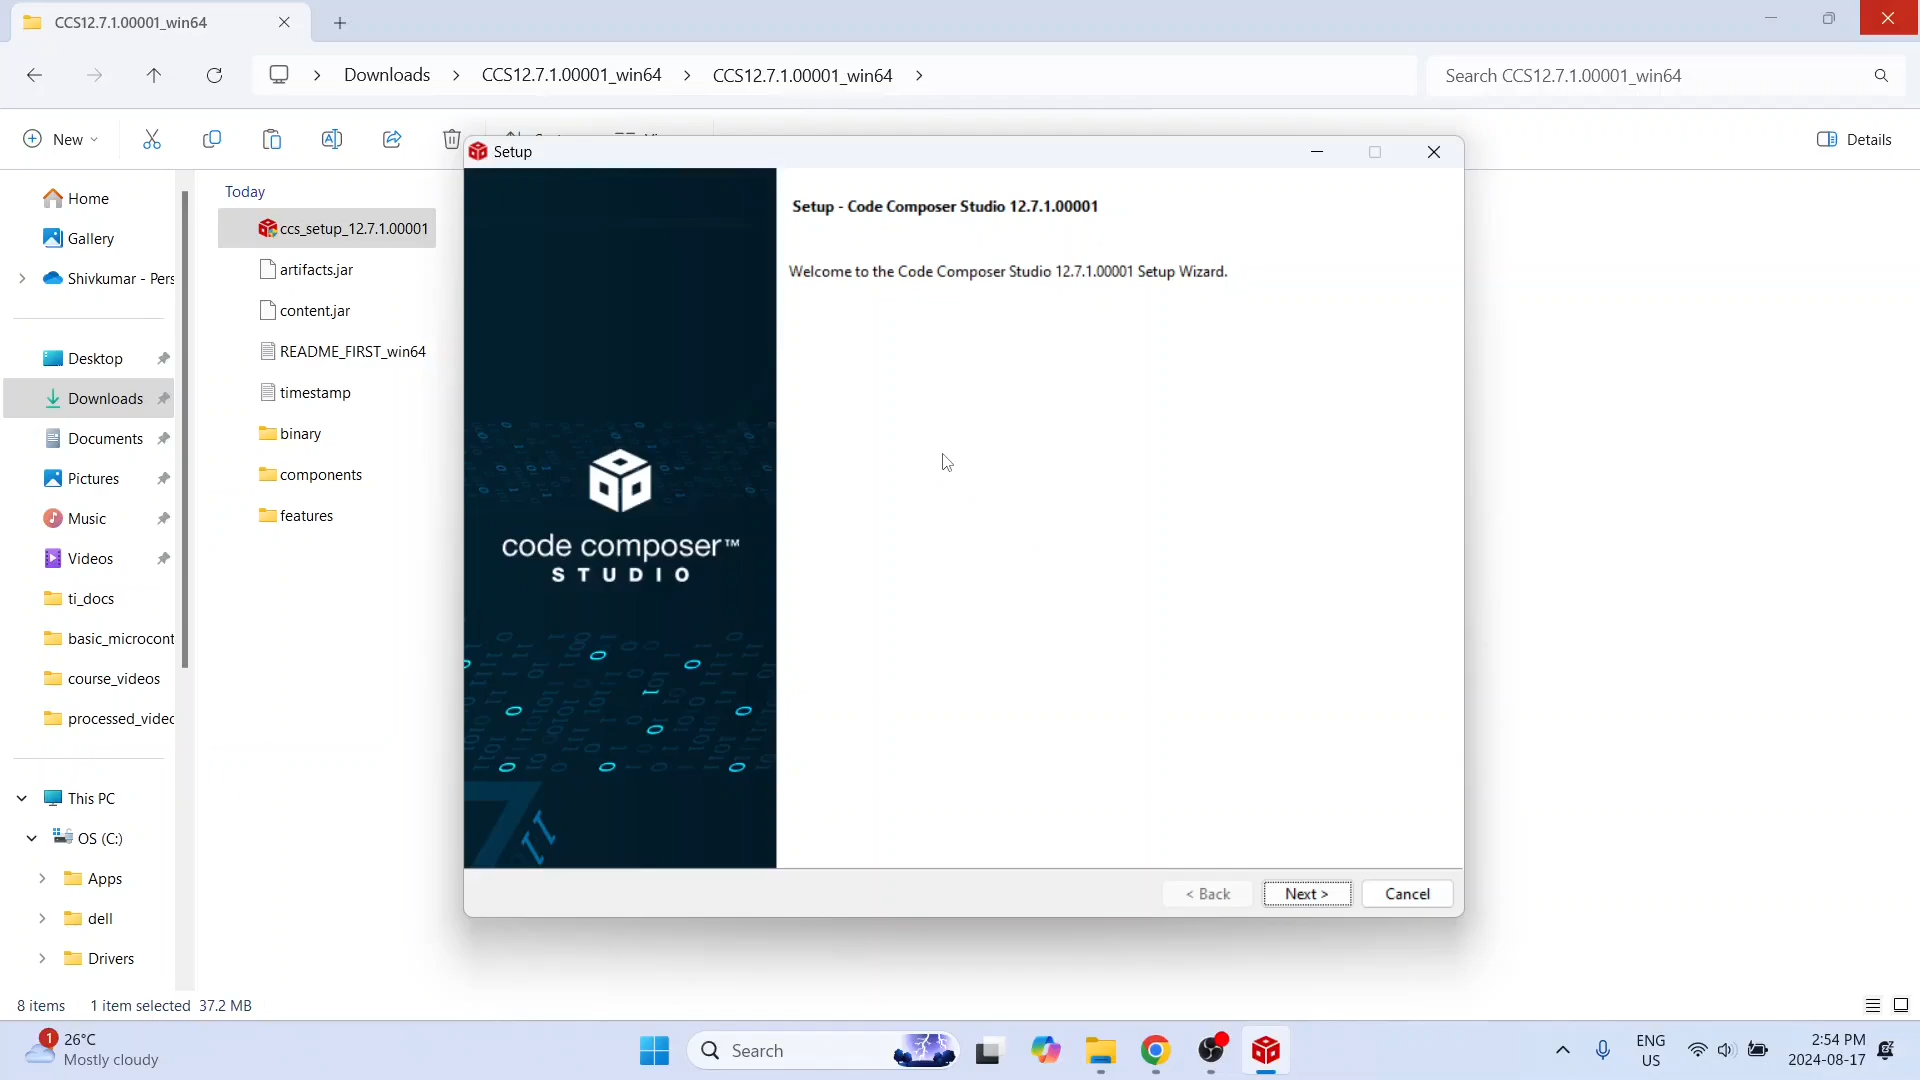 CCS12.7.1.00001_win64
Downloads
CCS12.7.1.00001_win64
CCS12.7.1.00001_win64
Search CCS12.7.1.00001_win64
New
Details
Home
Gallery
Shivkumar - Pers
Desktop
Downloads
Documents
Pictures
Music
Videos
ti_docs
basic_microcont
course_videos
processed_videc
This PC
OS (C:)
Apps
dell
Drivers
Today
ccs_setup_12.7.1.00001
artifacts.jar
content.jar
README_FIRST_win64
timestamp
binary
components
features
Setup
code composer™
STUDIO
Setup - Code Composer Studio 12.7.1.00001
Welcome to the Code Composer Studio 12.7.1.00001 Setup Wizard.
< Back
Next >
Cancel
8 items
1 item selected 37.2 MB
1
26°C
Mostly cloudy
Search
ENG
US
2:54 PM
2024-08-17